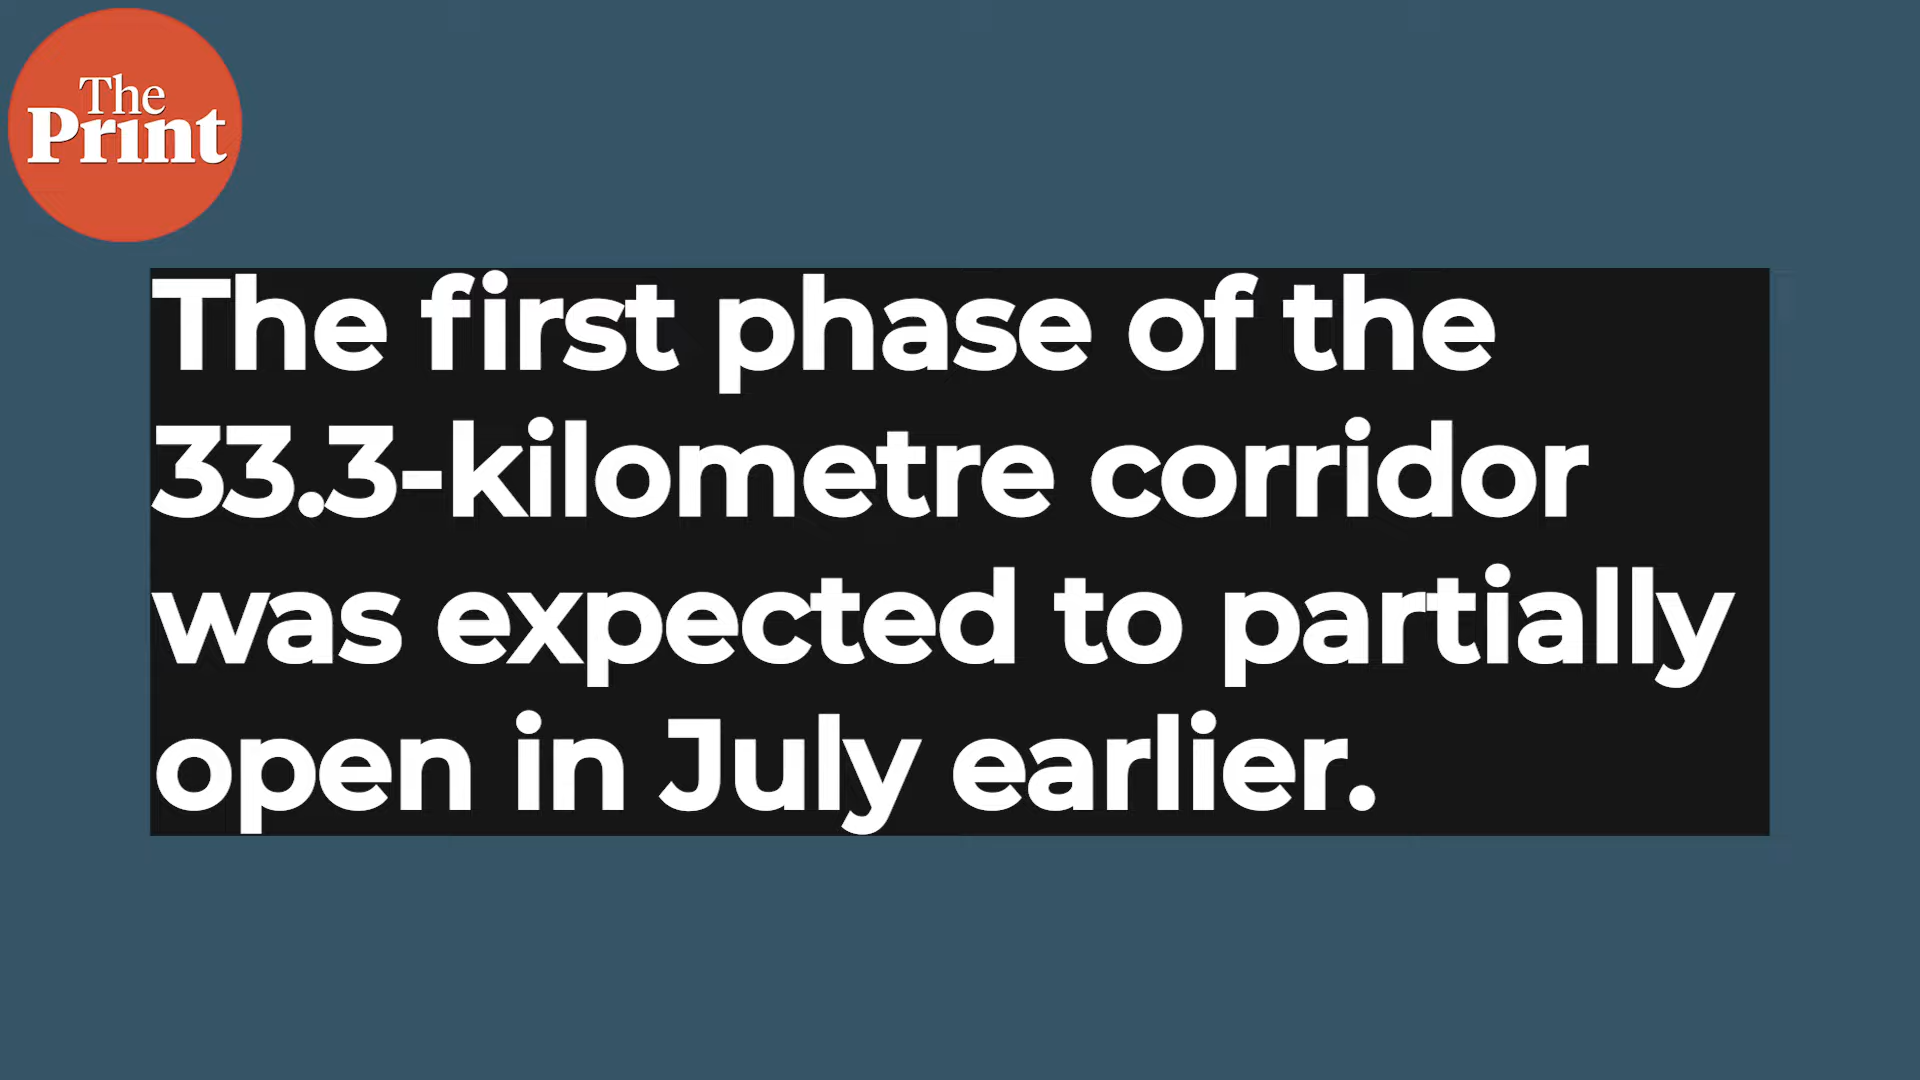 The
Print
The first phase of the
33.3-kilometre corridor
was expected to partially
open in July earlier.